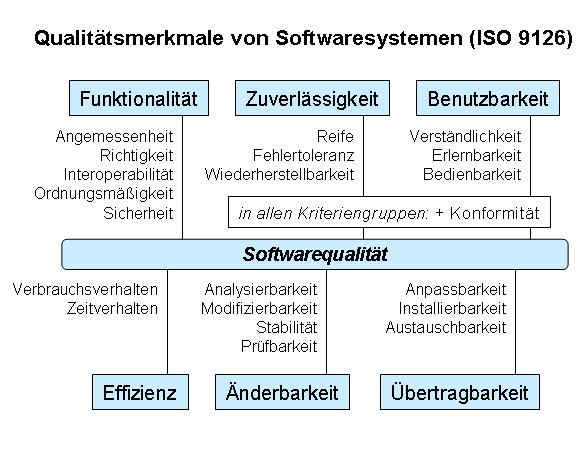 Qualitätsmerkmale von Softwaresystemen (ISO 9126)
Funktionalität
Angemessenheit
Richtigkeit
Interoperabilität
Ordnungsmäßigkeit
Sicherheit
Zuverlässigkeit
Reife
Fehlertoleranz
Wiederherstellbarkeit
Benutzbarkeit
Verständlichkeit
Erlernbarkeit
Bedienbarkeit
in allen Kriteriengruppen: + Konformität
Softwarequalität
Verbrauchsverhalten
Zeitverhalten
Effizienz
Analysierbarkeit
Modifizierbarkeit
Stabilität
Prüfbarkeit
Änderbarkeit
Anpassbarkeit
Installierbarkeit
Austauschbarkeit
Übertragbarkeit